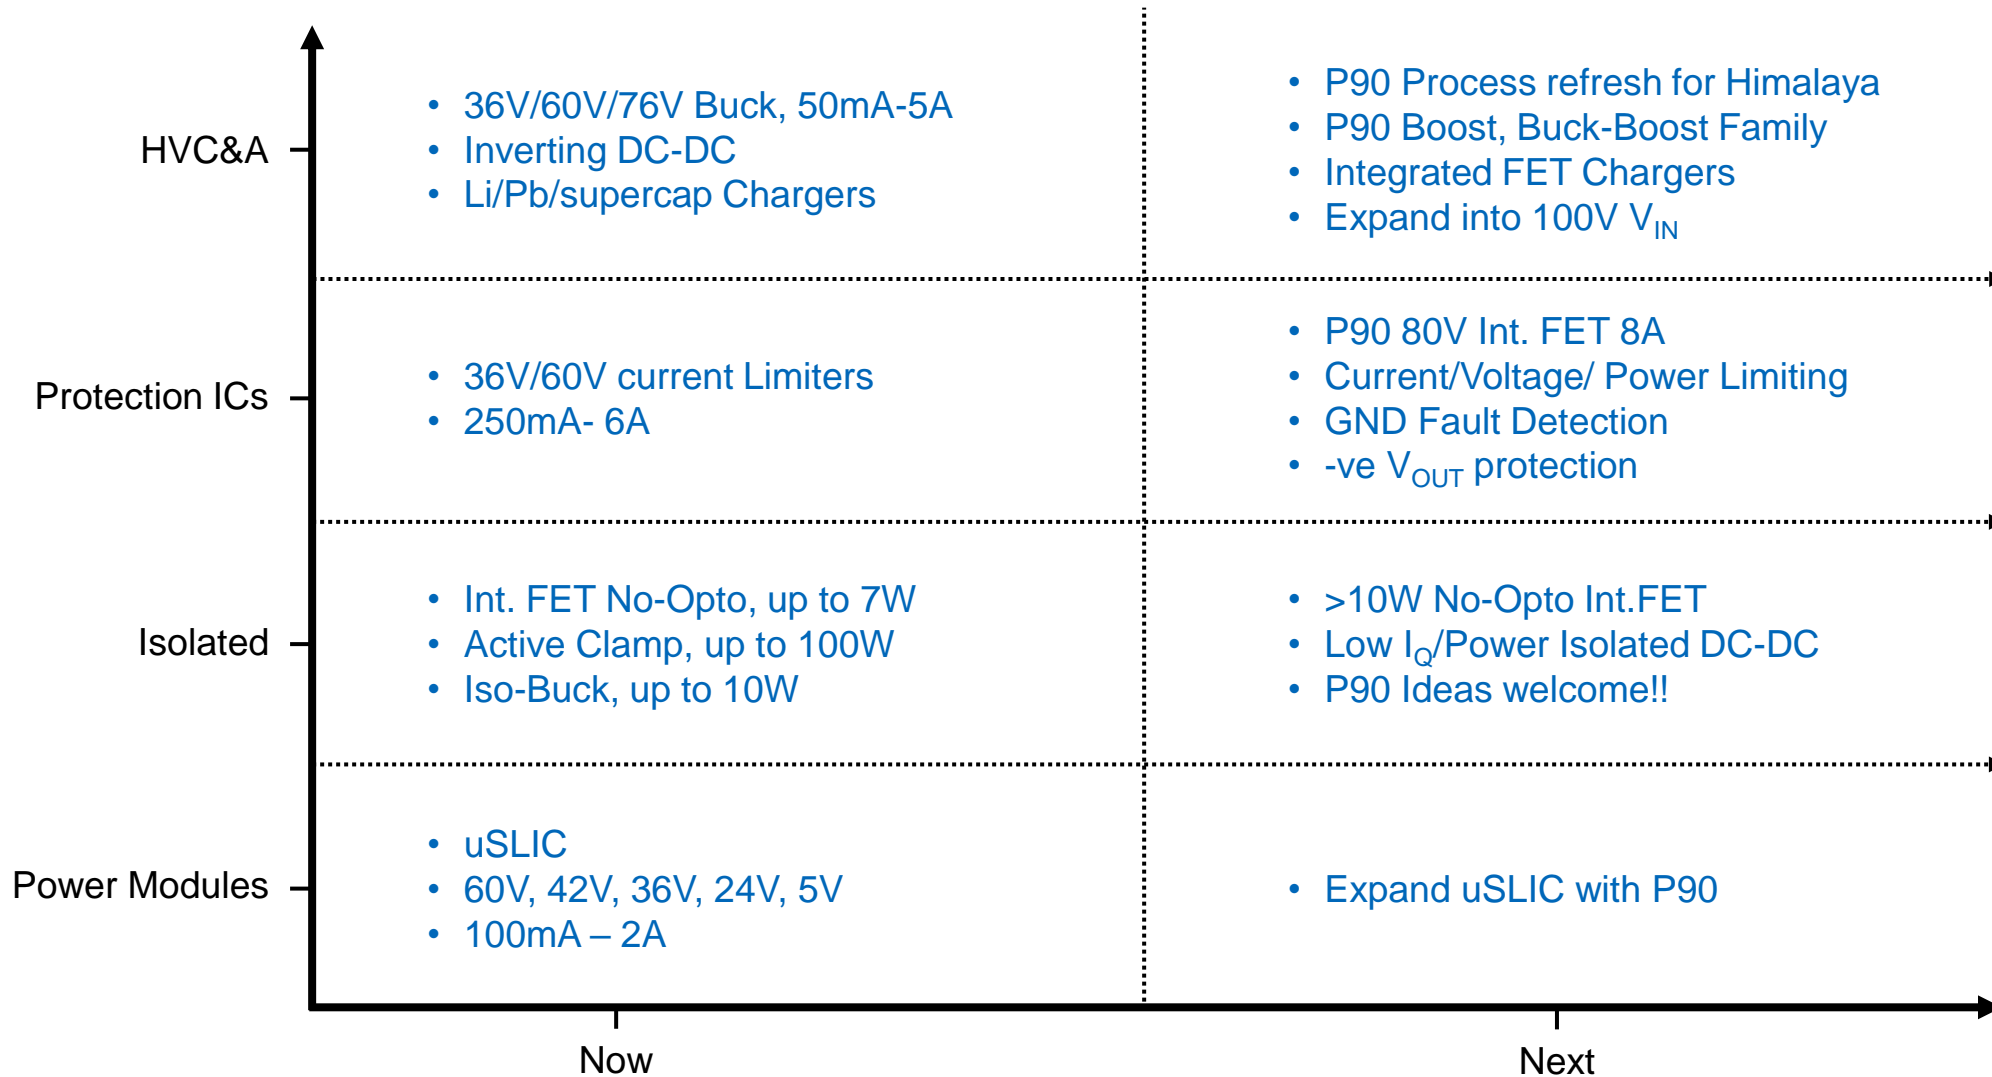 HVC&A
• 36V/60V/76V Buck, 50mA-5A
• Inverting DC-DC
• Li/Pb/supercap Chargers
• P90 Process refresh for Himalaya
• P90 Boost, Buck-Boost Family
• Integrated FET Chargers
• Expand into 100V VIN
Protection ICs
• 36V/60V current Limiters
• 250mA- 6A
• P90 80V Int. FET 8A
• Current/Voltage/ Power Limiting
• GND Fault Detection
• -ve VOUT protection
Isolated
• Int. FET No-Opto, up to 7W
• Active Clamp, up to 100W
• Iso-Buck, up to 10W
• >10W No-Opto Int.FET
• Low IQ/Power Isolated DC-DC
• P90 Ideas welcome!!
Power Modules
• uSLIC
• 60V, 42V, 36V, 24V, 5V
• 100mA – 2A
• Expand uSLIC with P90
Now
Next